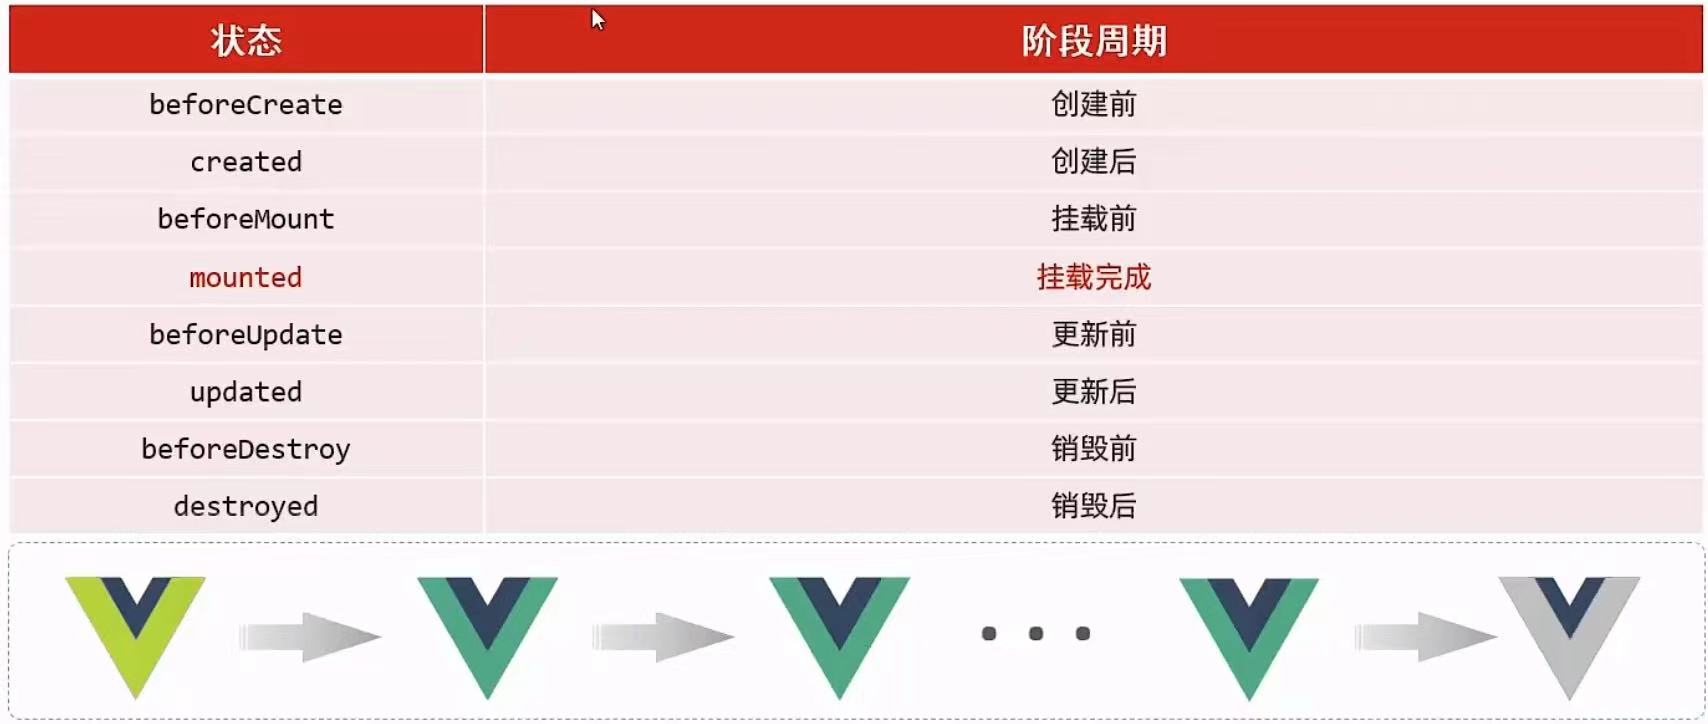 状态 阶段周期
beforeCreate 创建前
created 创建后
beforeMount 挂载前
mounted 挂载完成
beforeUpdate 更新前
updated 更新后
beforeDestroy 销毁前
destroyed 销毁后